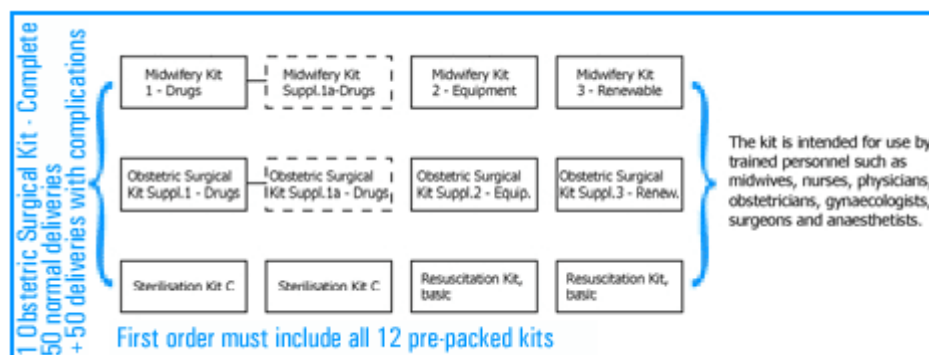 1 Obstetric Surgical Kit - Complete
50 normal deliveries
+ 50 deliveries with complications
Midwifery Kit
1 - Drugs
Midwifery Kit
Suppl.1a-Drugs
Midwifery Kit
2 - Equipment
Midwifery Kit
3 - Renewable
Obstetric Surgical
Kit Suppl.1 - Drugs
Obstetric Surgical
Kit Suppl.1a - Drugs
Obstetric Surgical
Kit Suppl.2 - Equip.
Obstetric Surgical
Kit Suppl.3 - Renew.
Sterilisation Kit C
Sterilisation Kit C
Resuscitation Kit,
basic
Resuscitation Kit,
basic
The kit is intended for use by
trained personnel such as
midwives, nurses, physicians,
obstetricians, gynaecologists,
surgeons and anaesthetists.
First order must include all 12 pre-packed kits